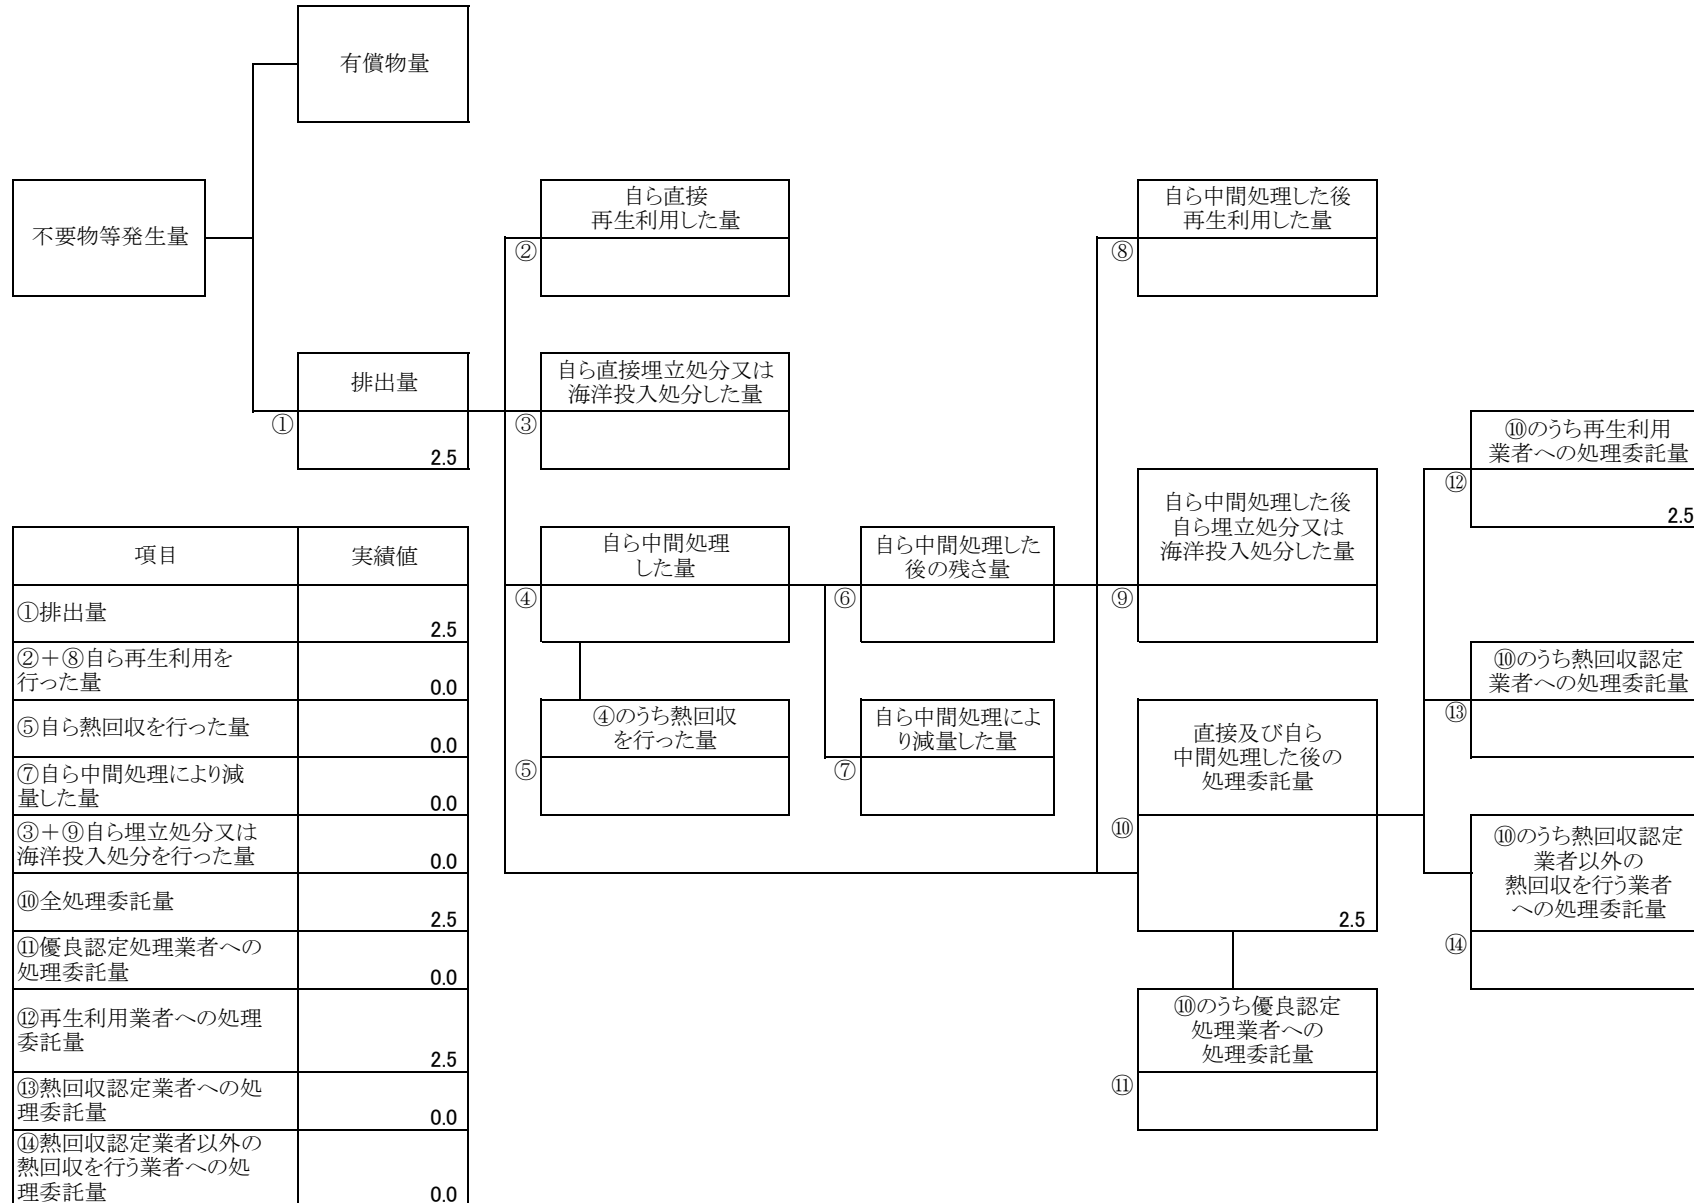 有償物量
不要物等発生量
自ら直接
再生利用した量
②
自ら中間処理した後
再生利用した量
⑧
排出量
①
2.5
自ら直接埋立処分又は
海洋投入処分した量
③
⑩のうち再生利用
業者への処理委託量
⑫
2.5
自ら中間処理
した量
④
自ら中間処理した
後の残さ量
⑥
自ら中間処理した後
自ら埋立処分又は
海洋投入処分した量
⑨
④のうち熱回収
を行った量
⑤
自ら中間処理によ
り減量した量
⑦
直接及び自ら
中間処理した後の
処理委託量
⑩
2.5
⑩のうち熱回収認定
業者への処理委託量
⑬
⑩のうち熱回収認定
業者以外の
熱回収を行う業者
への処理委託量
⑭
⑩のうち優良認定
処理業者への
処理委託量
⑪
項目 実績値
①排出量 2.5
②+⑧自ら再生利用を
行った量 0.0
⑤自ら熱回収を行った量 0.0
⑦自ら中間処理により減
量した量 0.0
③+⑨自ら埋立処分又は
海洋投入処分を行った量 0.0
⑩全処理委託量 2.5
⑪優良認定処理業者への
処理委託量 0.0
⑫再生利用業者への処理
委託量 2.5
⑬熱回収認定業者への処
理委託量 0.0
⑭熱回収認定業者以外の
熱回収を行う業者への処
理委託量 0.0